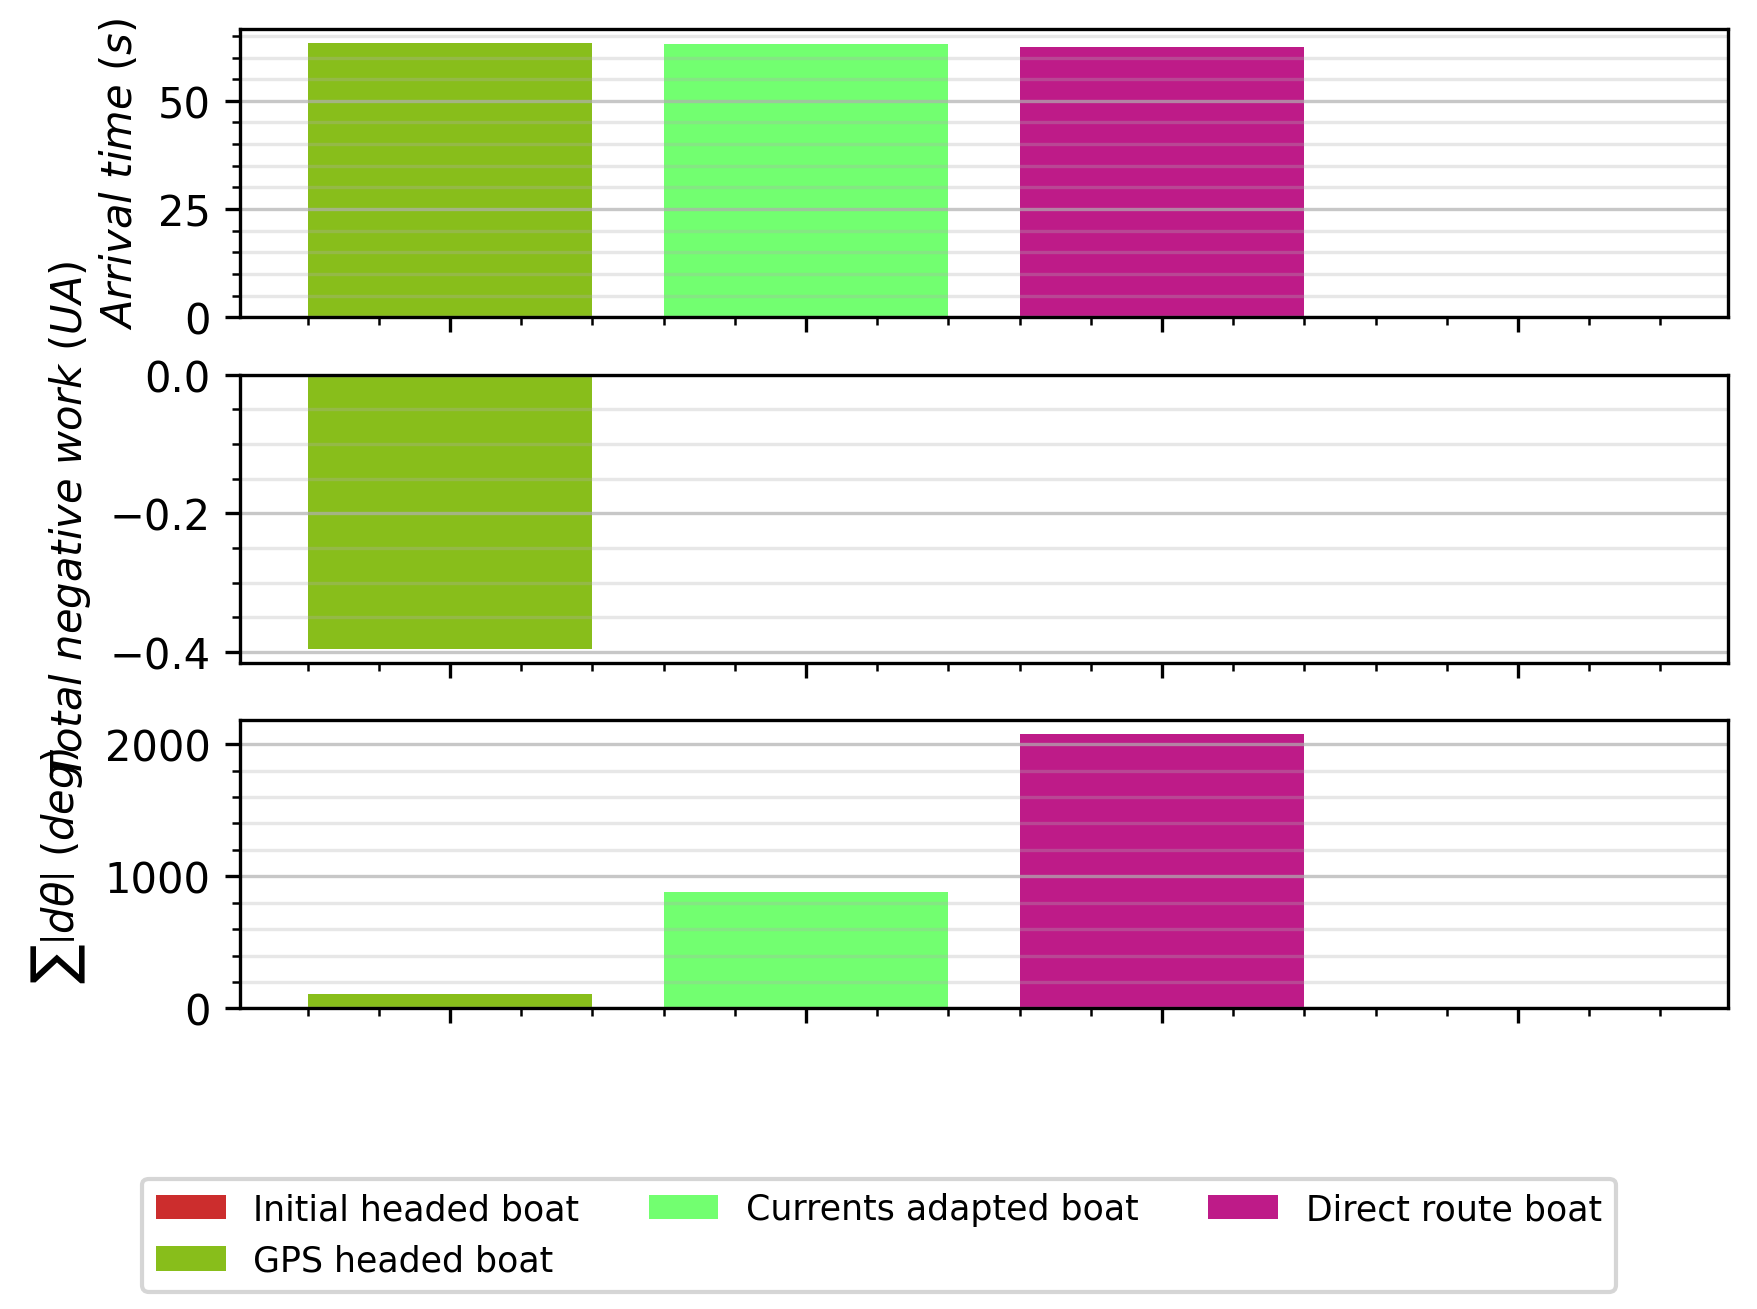 Arrival time (s)
50
25
0
Total negative work (UA)
0.0
−0.2
−0.4
∑|dθ| (deg)
2000
1000
0
Initial headed boat
GPS headed boat
Currents adapted boat
Direct route boat